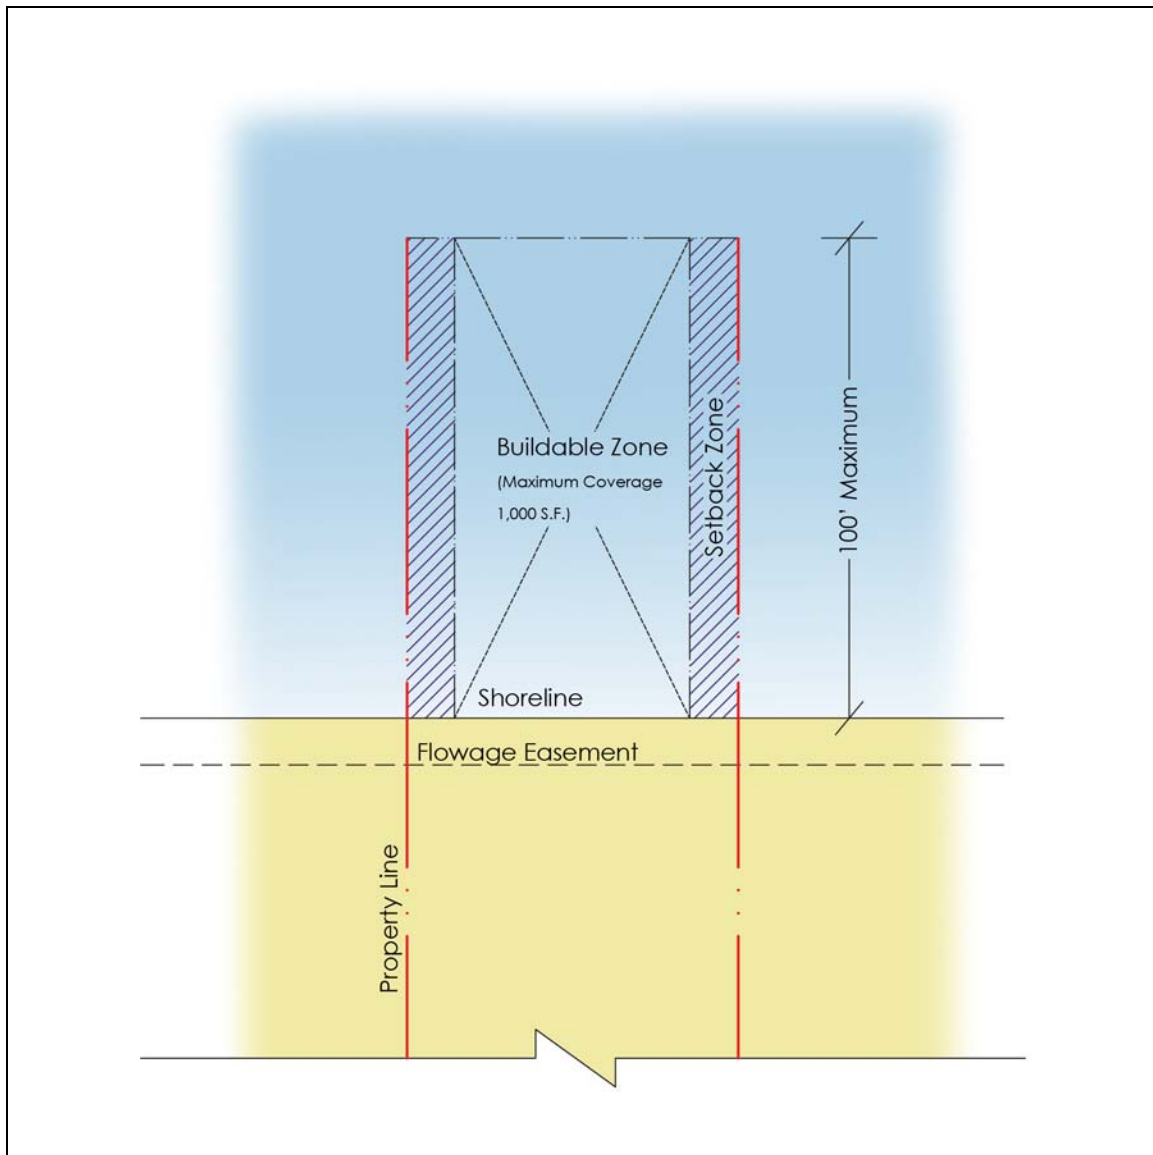 Buildable Zone
(Maximum Coverage
1,000 S.F.)
Setback Zone
100' Maximum
Shoreline
Flowage Easement
Property Line